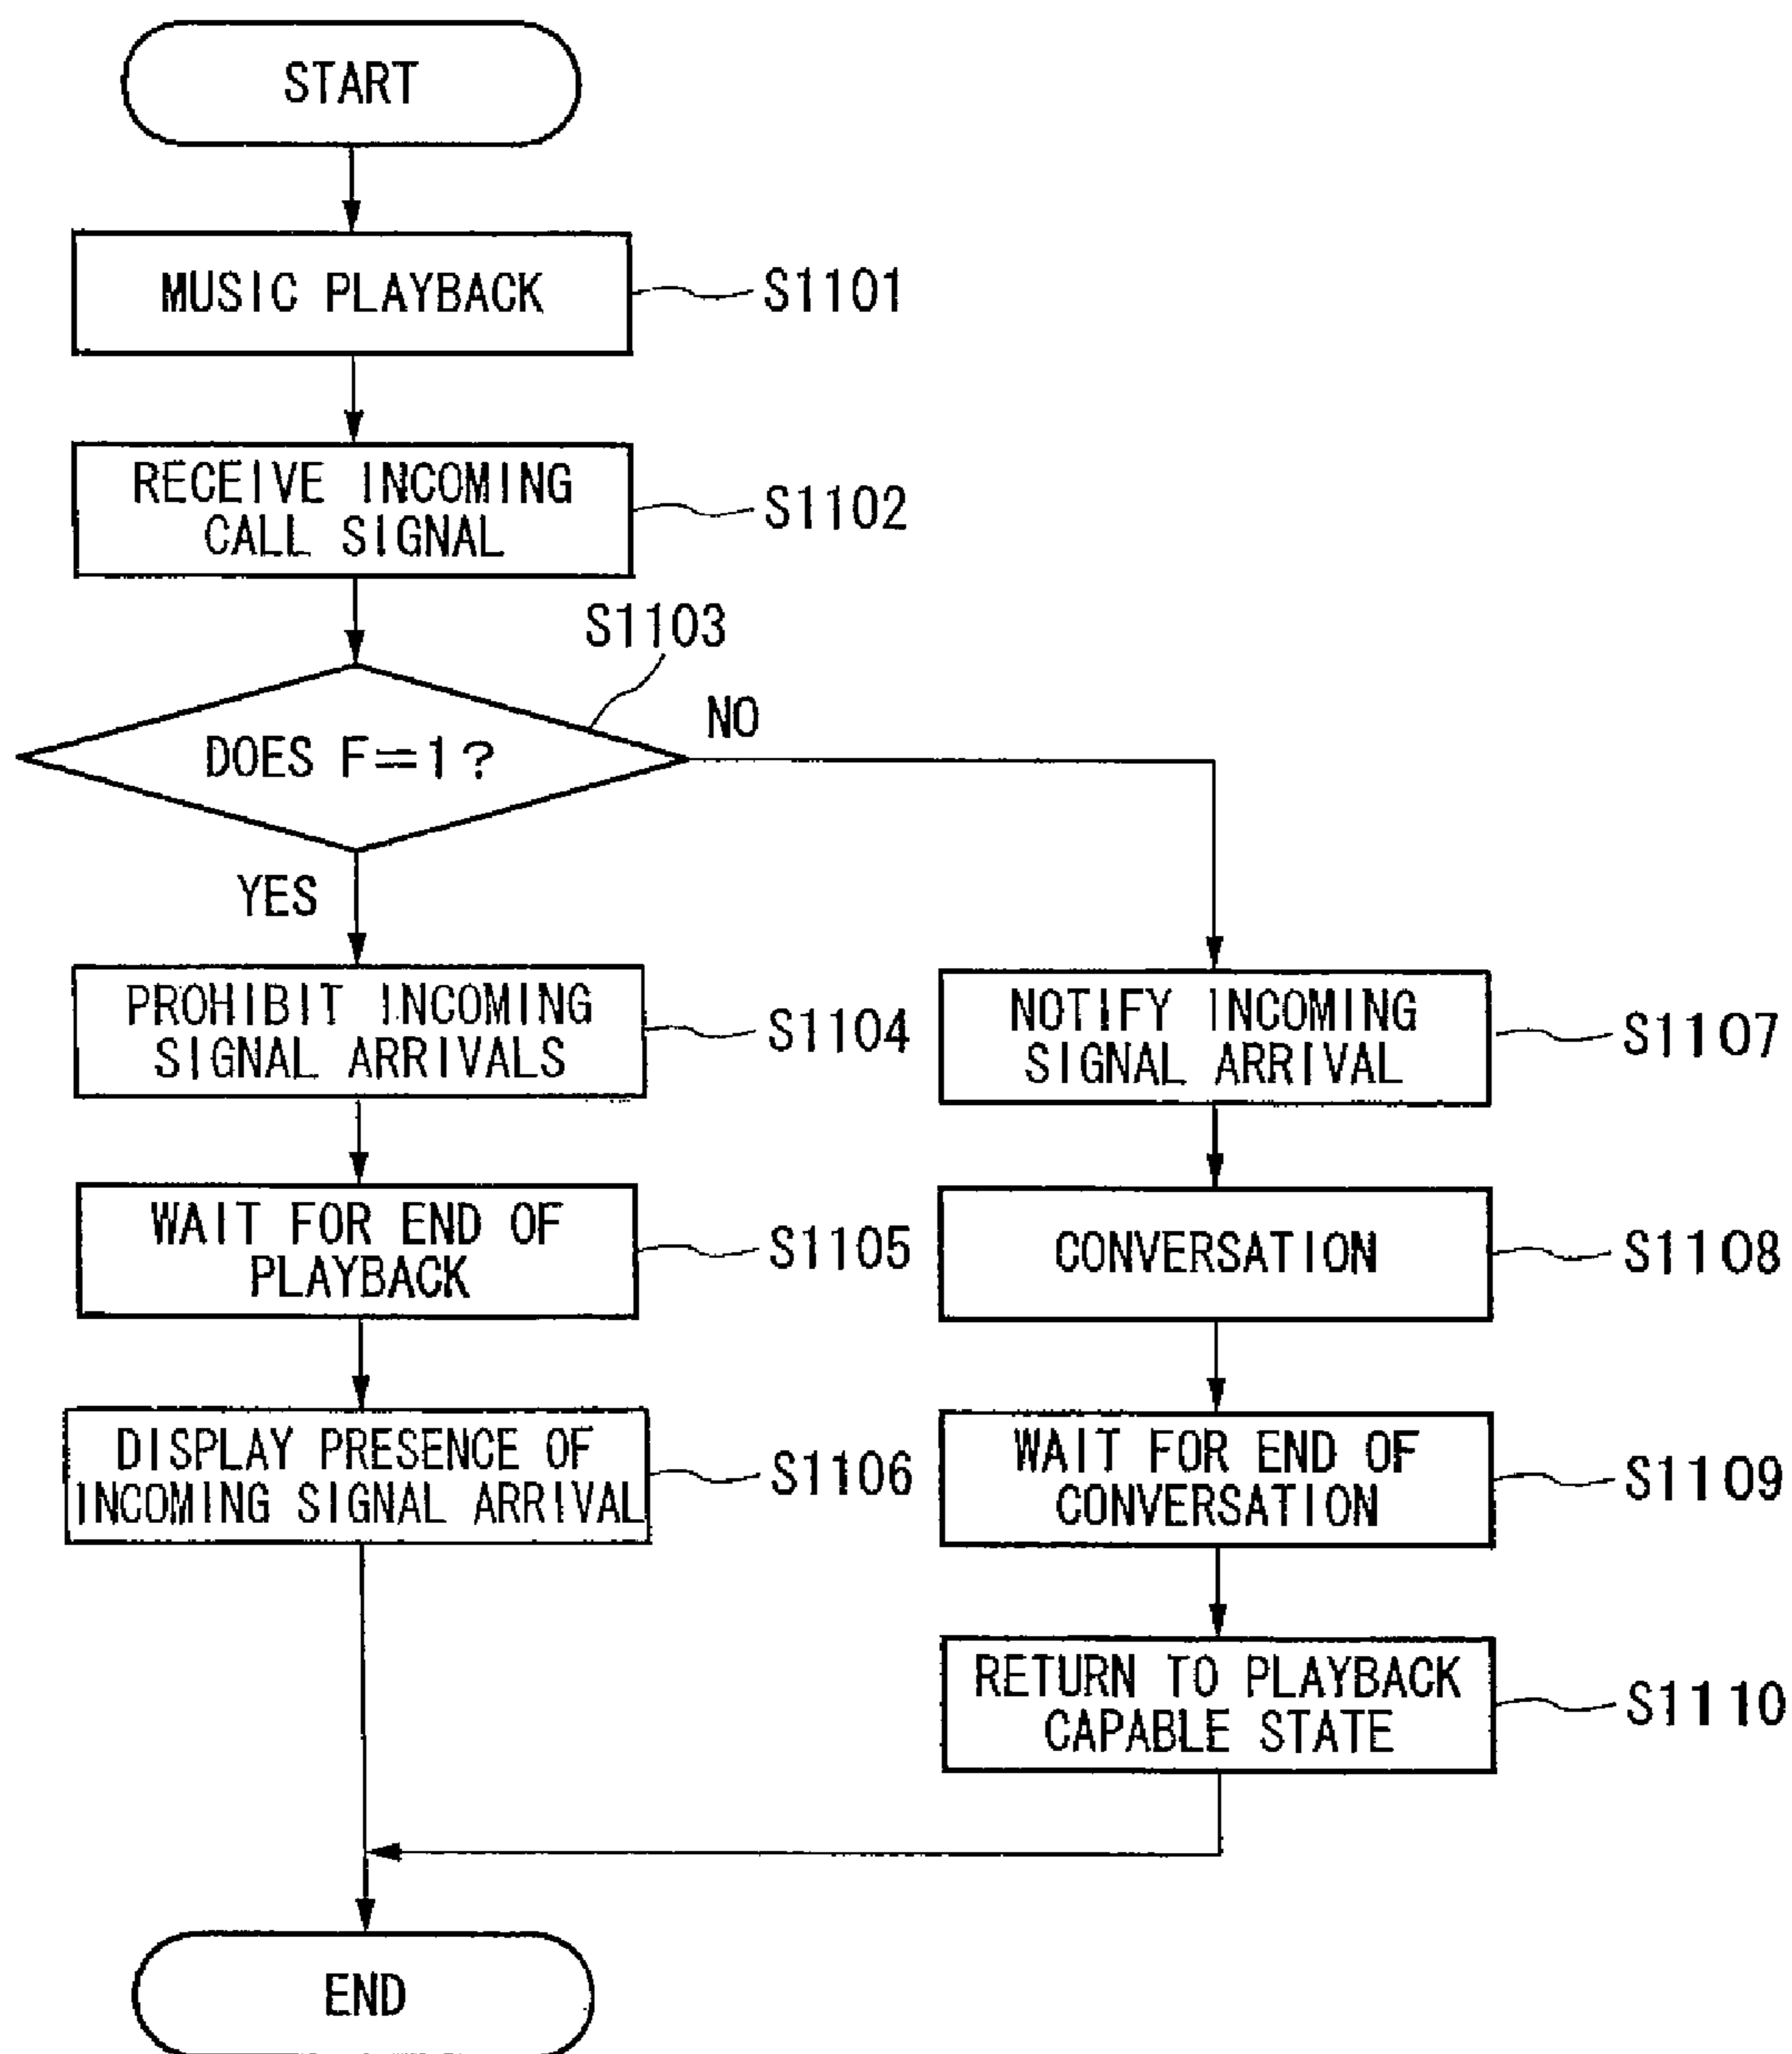 START
MUSIC PLAYBACK
S1101
RECEIVE INCOMING
CALL SIGNAL
S1102
S1103
DOES F=1?
NO
YES
PROHIBIT INCOMING
SIGNAL ARRIVALS
S1104
NOTIFY INCOMING
SIGNAL ARRIVAL
S1107
WAIT FOR END OF
PLAYBACK
S1105
CONVERSATION
S1108
DISPLAY PRESENCE OF
INCOMING SIGNAL ARRIVAL
S1106
WAIT FOR END OF
CONVERSATION
S1109
RETURN TO PLAYBACK
CAPABLE STATE
S1110
END